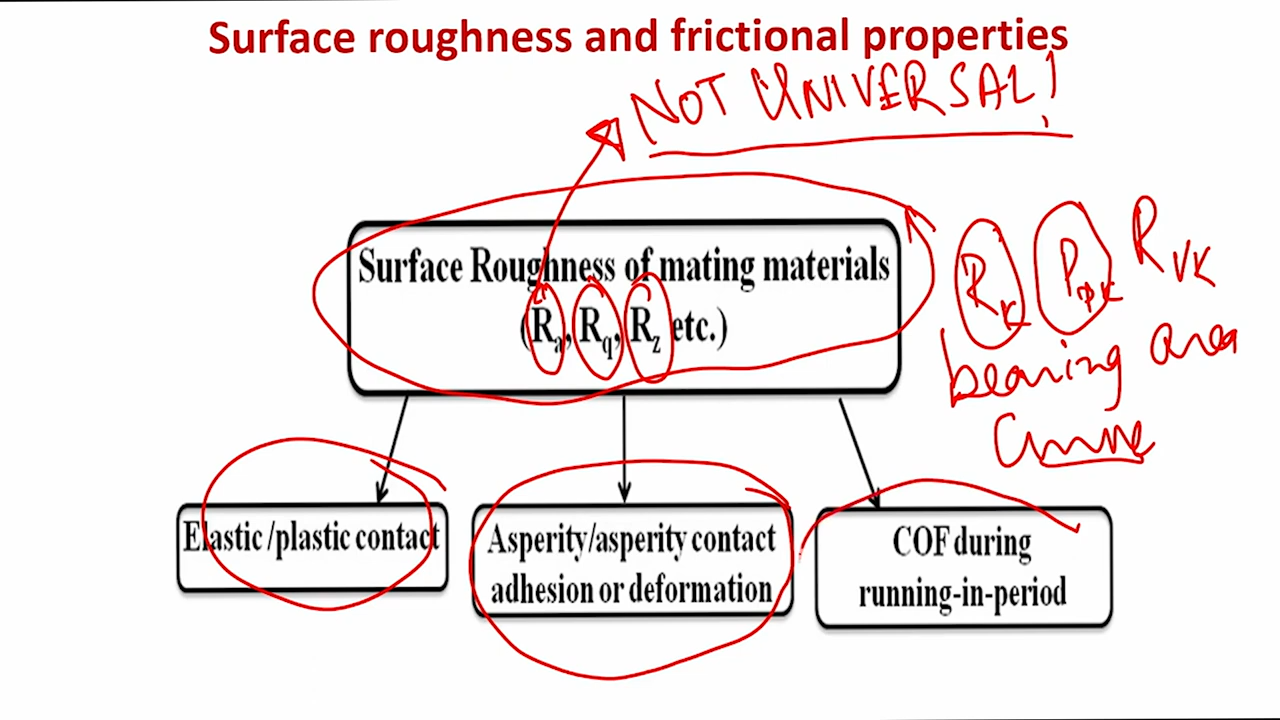 Surface roughness and frictional properties
NOT UNIVERSAL!
Surface Roughness of mating materials
(Ra, Rq, Rz etc.)
Rk Ppk Rvk
bearing area
Curve
Elastic /plastic contact
Asperity/asperity contact
adhesion or deformation
COF during
running-in-period